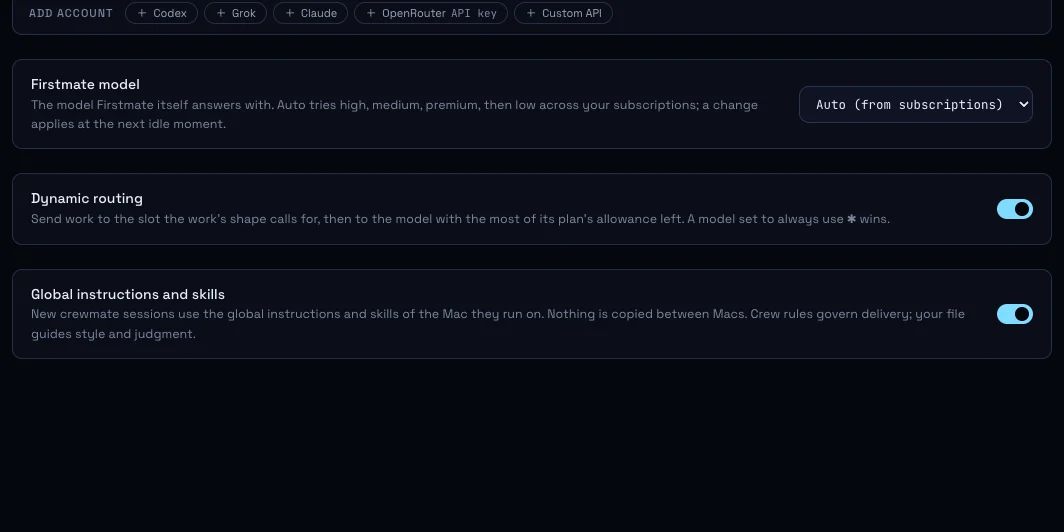 ADD ACCOUNT + Codex + Grok + Claude + OpenRouter API key + Custom API
Firstmate model
The model Firstmate itself answers with. Auto tries high, medium, premium, then low across your subscriptions; a change
applies at the next idle moment.
Auto (from subscriptions)
Dynamic routing
Send work to the slot the work's shape calls for, then to the model with the most of its plan's allowance left. A model set to always use ✱ wins.
Global instructions and skills
New crewmate sessions use the global instructions and skills of the Mac they run on. Nothing is copied between Macs. Crew rules govern delivery; your file
guides style and judgment.